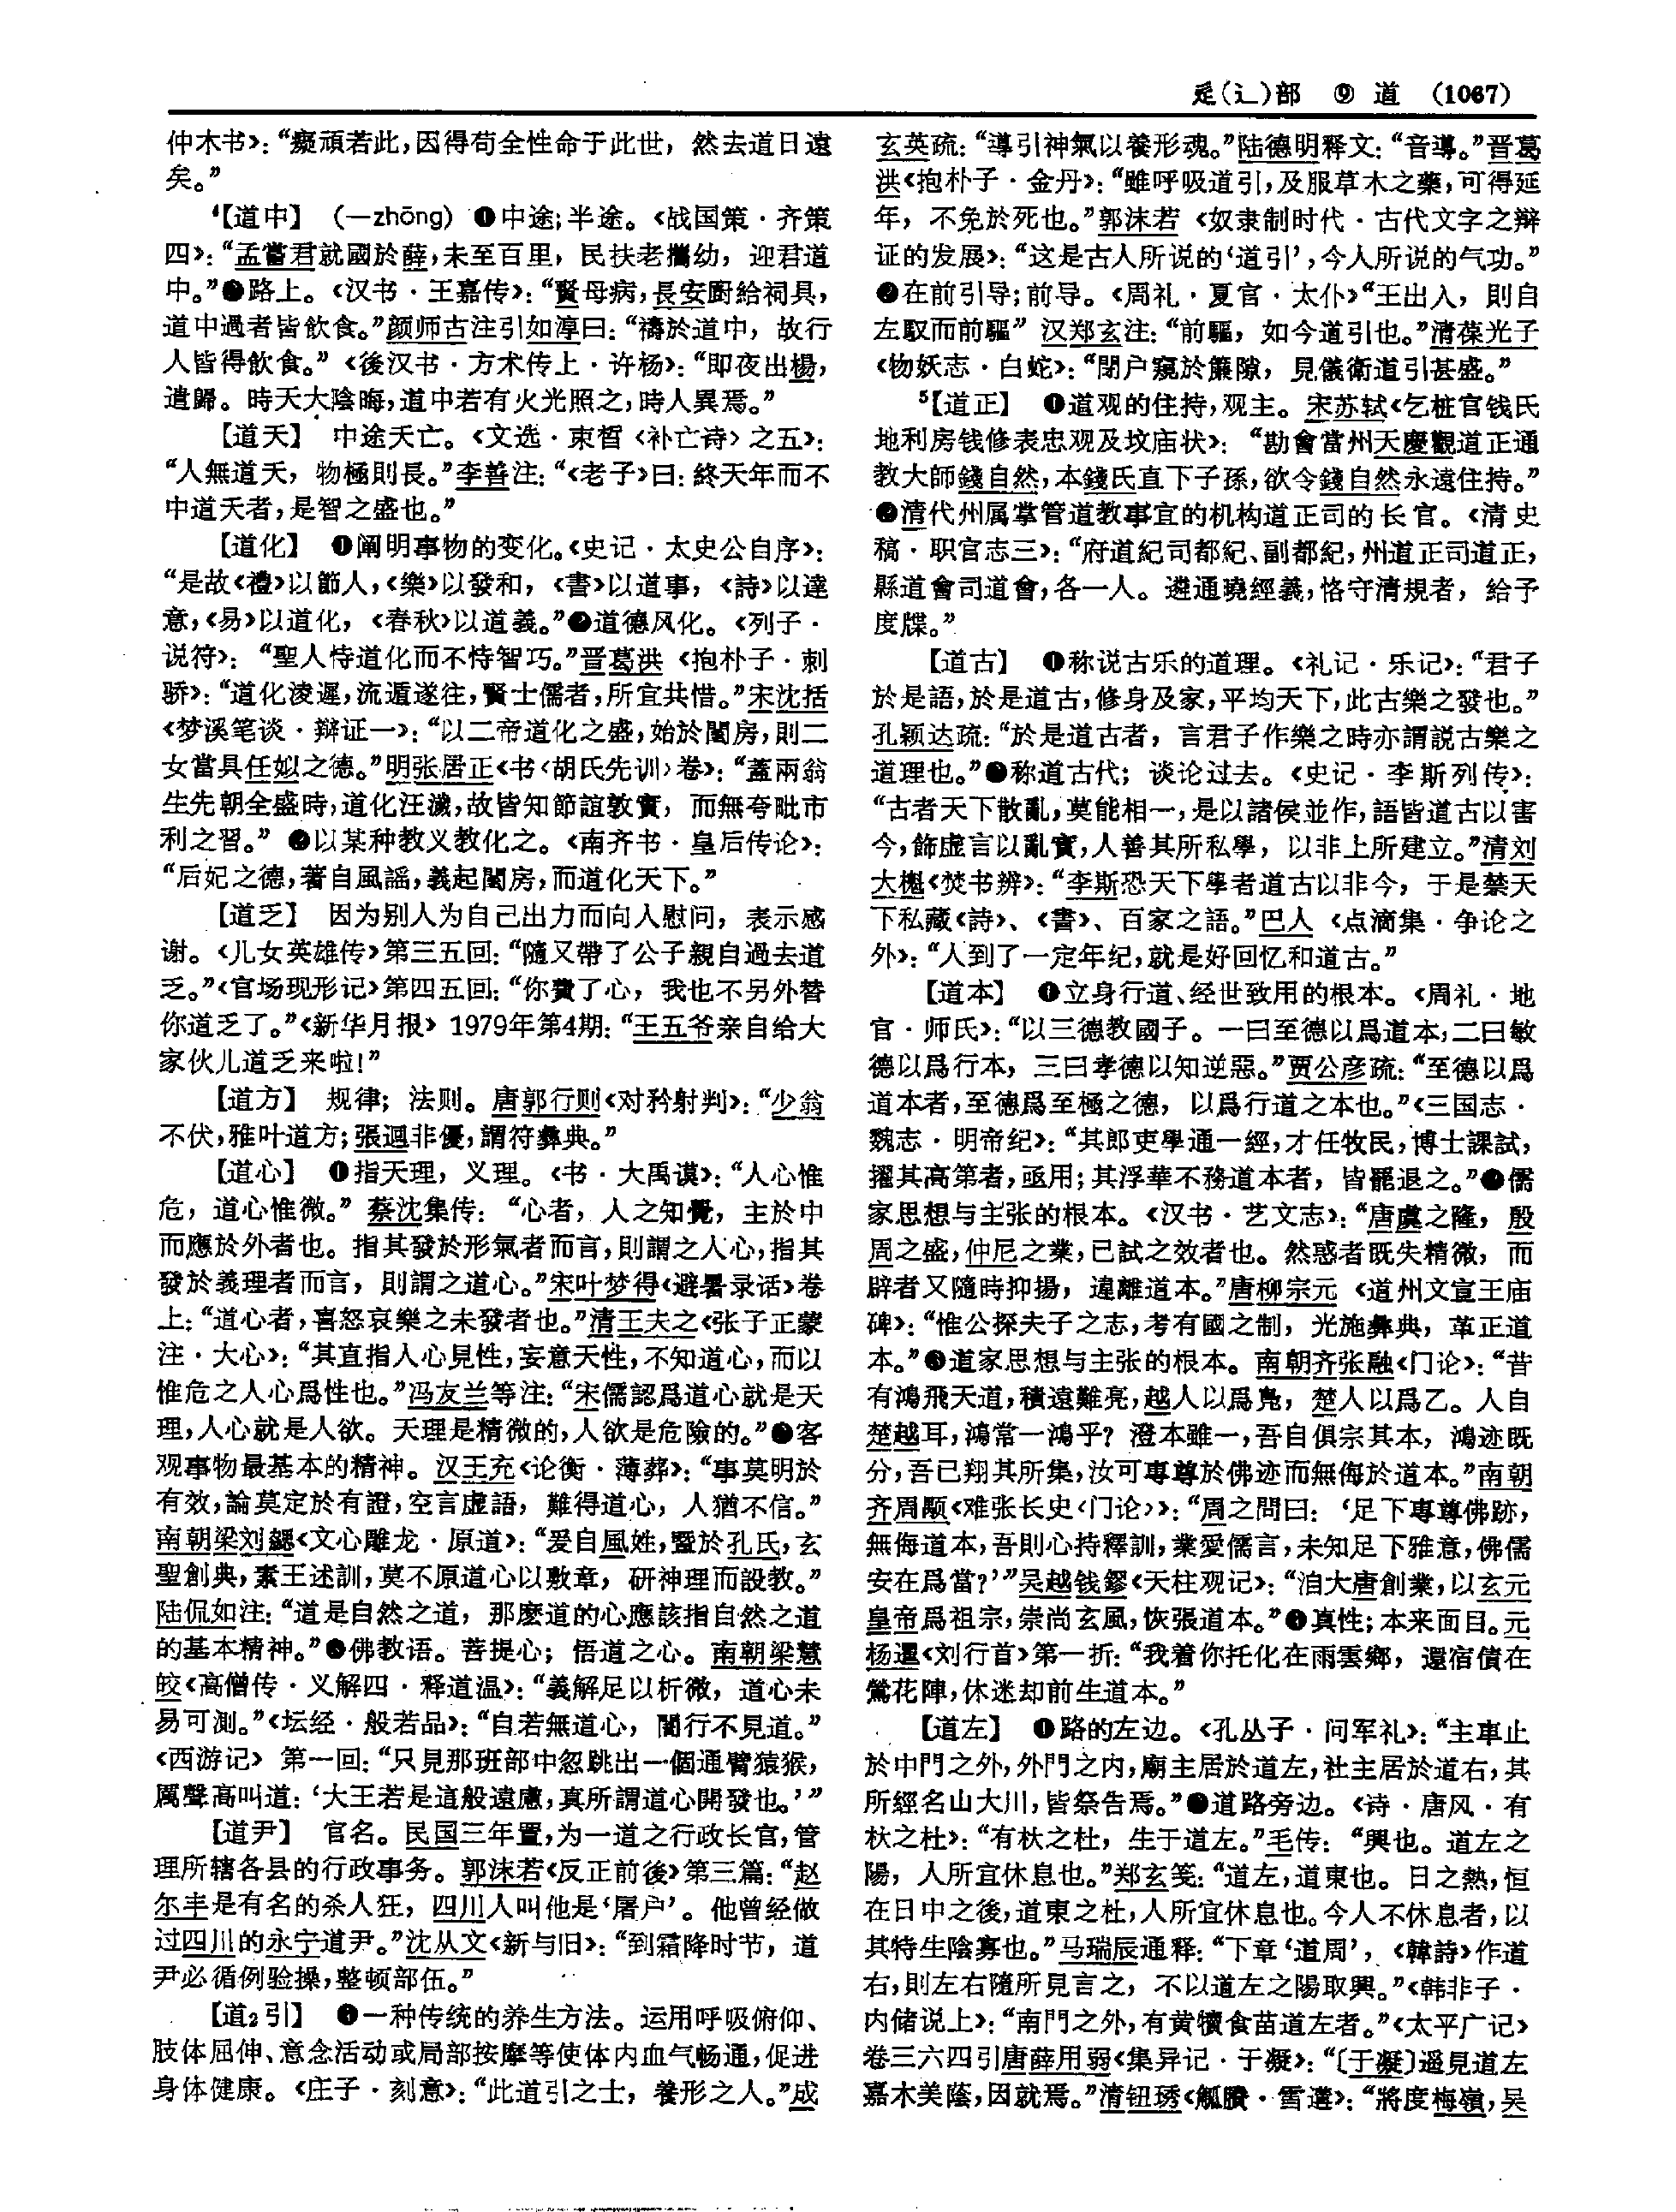 辵(辶)部　⑨　道　(1067)
仲木书》：“癡頑若此，因得苟全性命于此世，然去道日遠
矣。”
⁴【道中】（—zhōng）❶中途；半途。《战国策·齐策
四》：“孟嘗君就國於薛，未至百里，民扶老攜幼，迎君道
中。”❷路上。《汉书·王嘉传》：“賢母病，長安厨給祠具，
道中過者皆飲食。”颜师古注引如淳曰：“禱於道中，故行
人皆得飲食。”《後汉书·方术传上·许杨》：“即夜出楊，
遣歸。時天大陰晦，道中若有火光照之，時人異焉。”
【道夭】 中途夭亡。《文选·束晳〈补亡诗〉之五》：
“人無道夭，物極則長。”李善注：“《老子》曰：終天年而不
中道夭者，是智之盛也。”
【道化】 ❶阐明事物的变化。《史记·太史公自序》：
“是故《禮》以節人，《樂》以發和，《書》以道事，《詩》以達
意，《易》以道化，《春秋》以道義。”❷道德风化。《列子·
说符》：“聖人恃道化而不恃智巧。”晋葛洪《抱朴子·刺
骄》：“道化淩遲，流遁遂往，賢士儒者，所宜共惜。”宋沈括
《梦溪笔谈·辩证一》：“以二帝道化之盛，始於閨房，則二
女當具任姒之德。”明张居正《书〈胡氏先训〉卷》：“蓋兩翁
生先朝全盛時，道化汪濊，故皆知節誼敦實，而無夸毗市
利之習。”❸以某种教义教化之。《南齐书·皇后传论》：
“后妃之德，著自風謡，義起閨房，而道化天下。”
【道乏】 因为别人为自己出力而向人慰问，表示感
谢。《儿女英雄传》第三五回：“隨又帶了公子親自過去道
乏。”《官场现形记》第四五回：“你費了心，我也不另外替
你道乏了。”《新华月报》1979年第4期：“王五爷亲自给大
家伙儿道乏来啦！”
【道方】 规律；法则。唐郭行则《对矜射判》：“少翁
不伏，雅叶道方；張迥非優，謂符彝典。”
【道心】 ❶指天理，义理。《书·大禹谟》：“人心惟
危，道心惟微。”蔡沈集传：“心者，人之知覺，主於中
而應於外者也。指其發於形氣者而言，則謂之人心，指其
發於義理者而言，則謂之道心。”宋叶梦得《避暑录话》卷
上：“道心者，喜怒哀樂之未發者也。”清王夫之《张子正蒙
注·大心》：“其直指人心見性，妄意天性，不知道心，而以
惟危之人心爲性也。”冯友兰等注：“宋儒認爲道心就是天
理，人心就是人欲。天理是精微的，人欲是危險的。”❷客
观事物最基本的精神。汉王充《论衡·薄葬》：“事莫明於
有效，論莫定於有證，空言虚語，雖得道心，人猶不信。”
南朝梁刘勰《文心雕龙·原道》：“爰自風姓，暨於孔氏，玄
聖創典，素王述訓，莫不原道心以敷章，研神理而設教。”
陆侃如注：“道是自然之道，那麽道的心應該指自然之道
的基本精神。”❸佛教语。菩提心；悟道之心。南朝梁慧
皎《高僧传·义解四·释道温》：“義解足以析微，道心未
易可測。”《坛经·般若品》：“自若無道心，闇行不見道。”
《西游记》第一回：“只見那班部中忽跳出一個通臂猿猴，
厲聲高叫道：‘大王若是這般遠慮，真所謂道心開發也。’”
【道尹】 官名。民国三年置，为一道之行政长官，管
理所辖各县的行政事务。郭沫若《反正前後》第三篇：“赵
尔丰是有名的杀人狂，四川人叫他是‘屠户’。他曾经做
过四川的永宁道尹。”沈从文《新与旧》：“到霜降时节，道
尹必循例验操，整顿部伍。”
【道₂引】 ❶一种传统的养生方法。运用呼吸俯仰、
肢体屈伸、意念活动或局部按摩等使体内血气畅通，促进
身体健康。《庄子·刻意》：“此道引之士，養形之人。”成
玄英疏：“導引神氣以養形魂。”陆德明释文：“音導。”晋葛
洪《抱朴子·金丹》：“雖呼吸道引，及服草木之藥，可得延
年，不免於死也。”郭沫若《奴隶制时代·古代文字之辩
证的发展》：“这是古人所说的‘道引’，今人所说的气功。”
❷在前引导；前导。《周礼·夏官·太仆》“王出入，則自
左馭而前驅” 汉郑玄注：“前驅，如今道引也。”清葆光子
《物妖志·白蛇》：“閉户窺於簾隙，見儀衛道引甚盛。”
⁵【道正】 ❶道观的住持，观主。宋苏轼《乞桩官钱氏
地利房钱修表忠观及坟庙状》：“勘會當州天慶觀道正通
教大師錢自然，本錢氏直下子孫，欲令錢自然永遠住持。”
❷清代州属掌管道教事宜的机构道正司的长官。《清史
稿·职官志三》：“府道紀司都紀、副都紀，州道正司道正，
縣道會司道會，各一人。遴通曉經義，恪守清規者，給予
度牒。”
【道古】 ❶称说古乐的道理。《礼记·乐记》：“君子
於是語，於是道古，修身及家，平均天下，此古樂之發也。”
孔颖达疏：“於是道古者，言君子作樂之時亦謂説古樂之
道理也。”❷称道古代；谈论过去。《史记·李斯列传》：
“古者天下散亂，莫能相一，是以諸侯並作，語皆道古以害
今，飾虚言以亂實，人善其所私學，以非上所建立。”清刘
大櫆《焚书辨》：“李斯恐天下學者道古以非今，于是禁天
下私藏《詩》、《書》、百家之語。”巴人《点滴集·争论之
外》：“人到了一定年纪，就是好回忆和道古。”
【道本】 ❶立身行道、经世致用的根本。《周礼·地
官·师氏》：“以三德教國子。一曰至德以爲道本，二曰敏
德以爲行本，三曰孝德以知逆惡。”贾公彦疏：“至德以爲
道本者，至德爲至極之德，以爲行道之本也。”《三国志·
魏志·明帝纪》：“其郎吏學通一經，才任牧民，博士課試，
擢其高第者，亟用；其浮華不務道本者，皆罷退之。”❷儒
家思想与主张的根本。《汉书·艺文志》：“唐虞之隆，殷
周之盛，仲尼之業，已試之效者也。然惑者既失精微，而
辟者又隨時抑揚，違離道本。”唐柳宗元《道州文宣王庙
碑》：“惟公探夫子之志，考有國之制，光施彝典，革正道
本。”❸道家思想与主张的根本。南朝齐张融《门论》：“昔
有鴻飛天道，積遠難亮，越人以爲鳧，楚人以爲乙。人自
楚越耳，鴻常一鴻乎？澄本雖一，吾自俱宗其本，鴻迹既
分，吾已翔其所集，汝可專尊於佛迹而無侮於道本。”南朝
齐周颙《难张长史〈门论〉》：“周之問曰：‘足下專尊佛跡，
無侮道本，吾則心持釋訓，業愛儒言，未知足下雅意，佛儒
安在爲當？’”吴越钱鏐《天柱观记》：“洎大唐創業，以玄元
皇帝爲祖宗，崇尚玄風，恢張道本。”❹真性；本来面目。元
杨暹《刘行首》第一折：“我着你托化在雨雲鄉，還宿債在
鶯花陣，休迷却前生道本。”
【道左】 ❶路的左边。《孔丛子·问军礼》：“主車止
於中門之外，外門之内，廟主居於道左，社主居於道右，其
所經名山大川，皆祭告焉。”❷道路旁边。《诗·唐风·有
杕之杜》：“有杕之杜，生于道左。”毛传：“興也。道左之
陽，人所宜休息也。”郑玄笺：“道左，道東也。日之熱，恒
在日中之後，道東之杜，人所宜休息也。今人不休息者，以
其特生陰寡也。”马瑞辰通释：“下章‘道周’，《韓詩》作道
右，則左右隨所見言之，不以道左之陽取興。”《韩非子·
内储说上》：“南門之外，有黄犢食苗道左者。”《太平广记》
卷三六四引唐薛用弱《集异记·于凝》：“〔于凝〕遥見道左
嘉木美蔭，因就焉。”清钮琇《觚賸·雪遘》：“將度梅嶺，吴